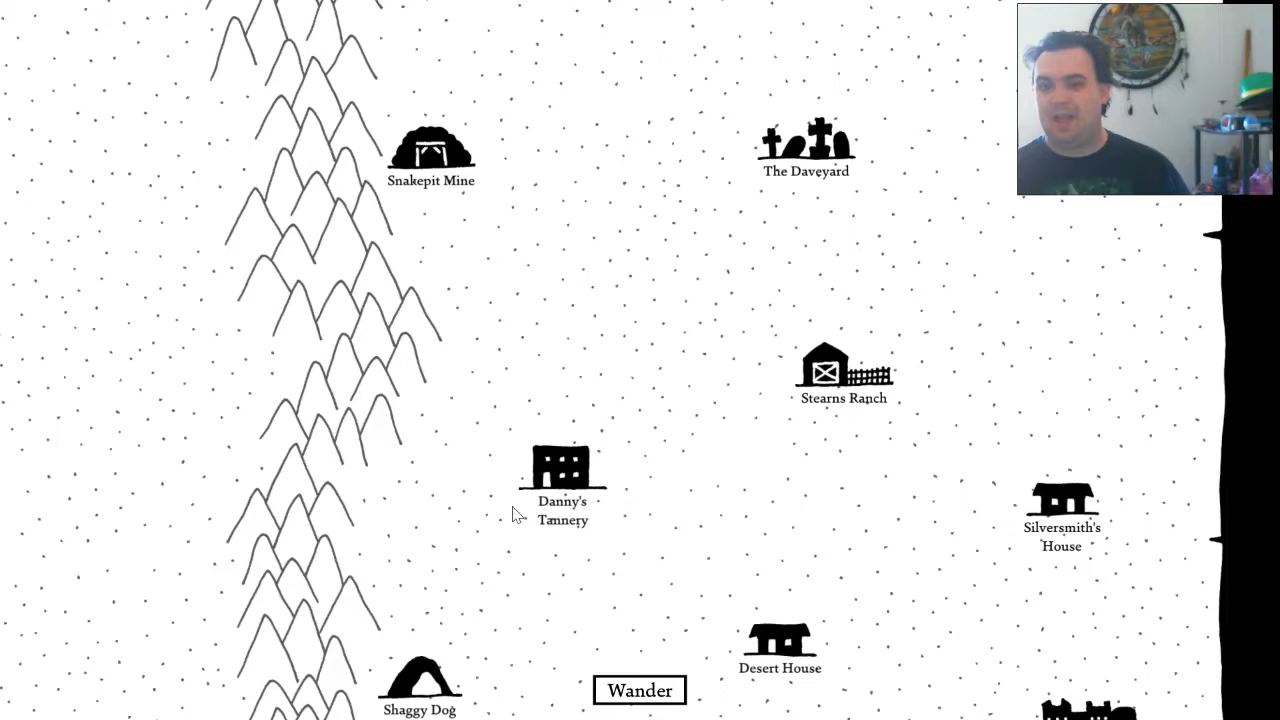 Snakepit Mine
The Daveyard
Stearns Ranch
Danny's
Tannery
Silversmith's
House
Desert House
Wander
Shaggy Dog